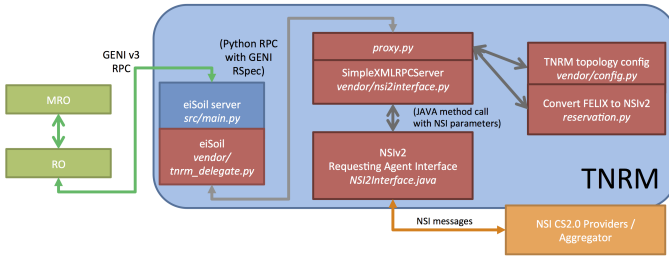 GENI v3
RPC
(Python RPC
with GENI
RSpec)
proxy.py
SimpleXMLRPCServer
vendor/nsi2interface.py
TNRM topology config
vendor/config.py
Convert FELIX to NSIv2
reservation.py
MRO
RO
eiSoil server
src/main.py
eiSoil
vendor/
tnrm_delegate.py
(JAVA method call
with NSI parameters)
NSIv2
Requesting Agent Interface
NSI2Interface.java
TNRM
NSI messages
NSI CS2.0 Providers /
Aggregator